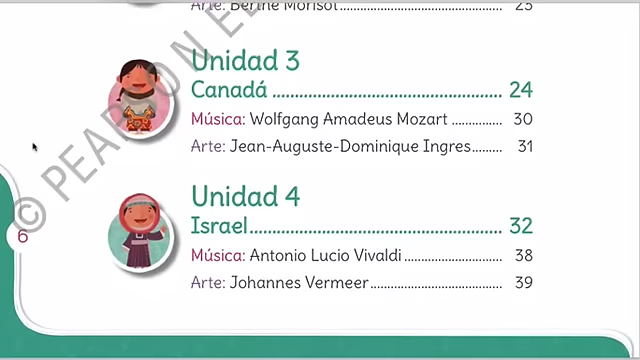 Arte: Berthe Morisot........................................ 23
Unidad 3
Canadá ............................................... 24
Música: Wolfgang Amadeus Mozart ............... 30
Arte: Jean-Auguste-Dominique Ingres......... 31
Unidad 4
Israel.................................................... 32
Música: Antonio Lucio Vivaldi............................. 38
Arte: Johannes Vermeer....................................... 39
6